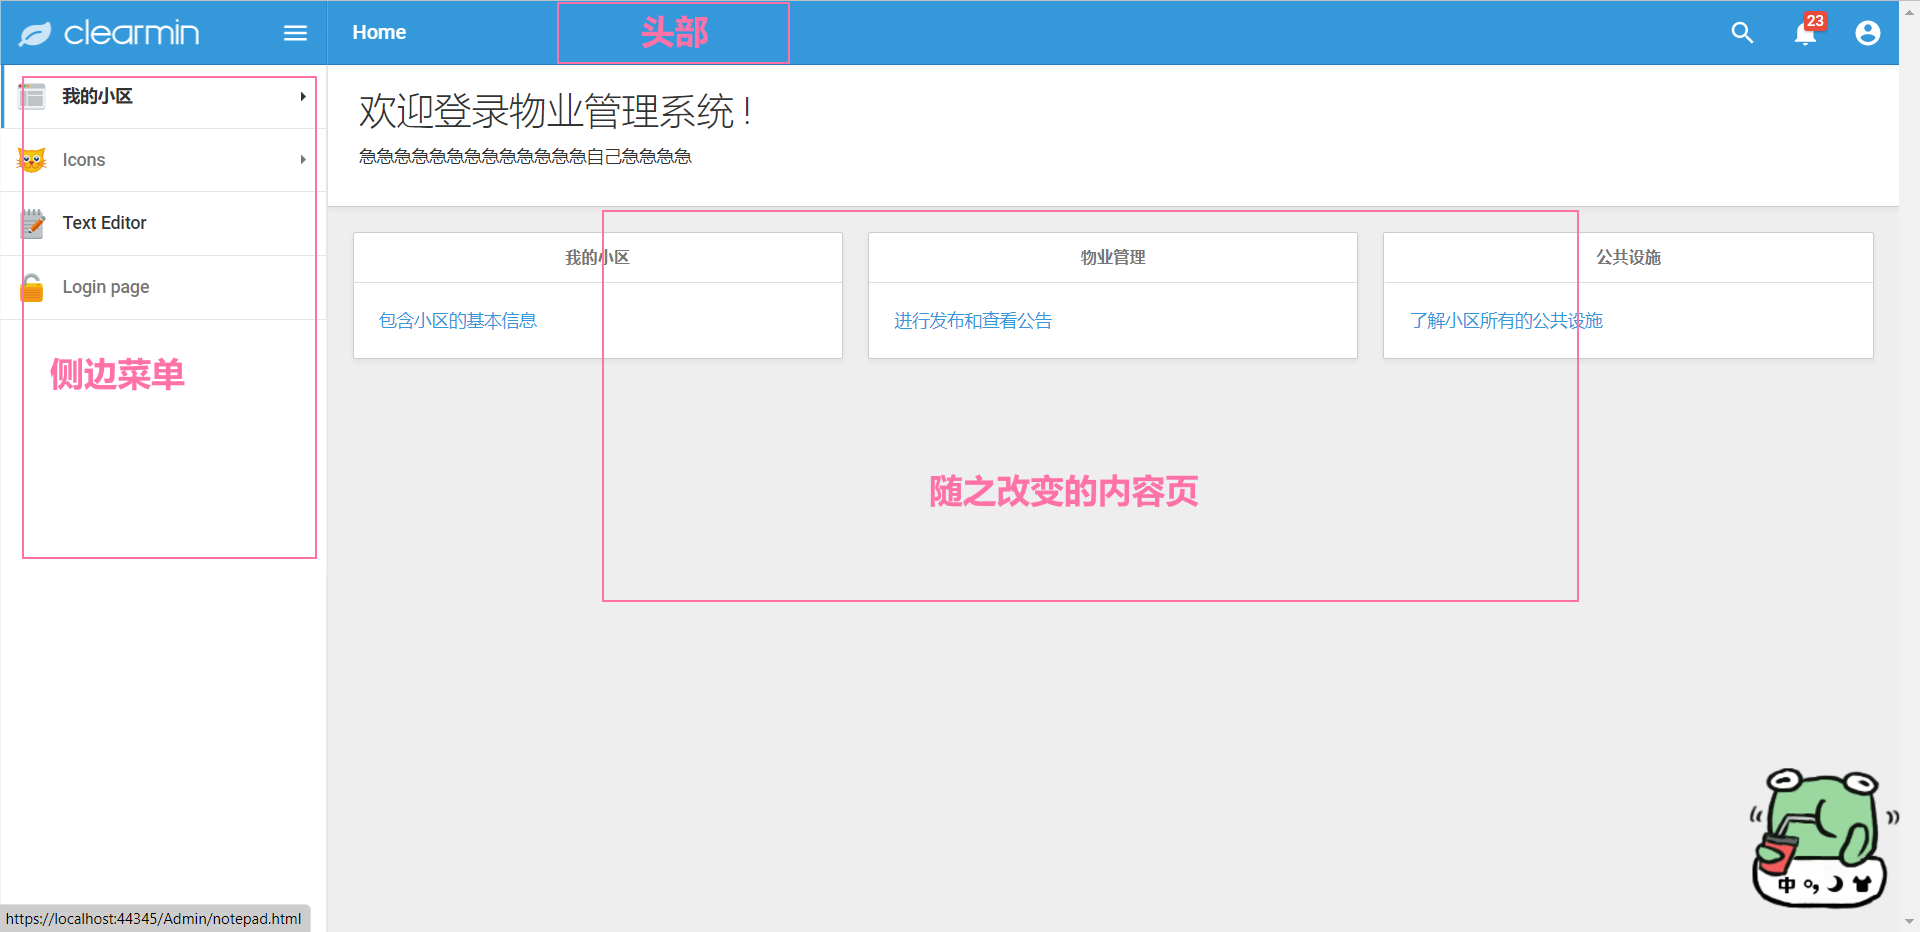 clearmin
Home
头部
23
我的小区
Icons
Text Editor
Login page
侧边菜单
欢迎登录物业管理系统！
急急急急急急急急急急急急急自己急急急急
我的小区
包含小区的基本信息
物业管理
进行发布和查看公告
公共设施
了解小区所有的公共设施
随之改变的内容页
中
https://localhost:44345/Admin/notepad.html